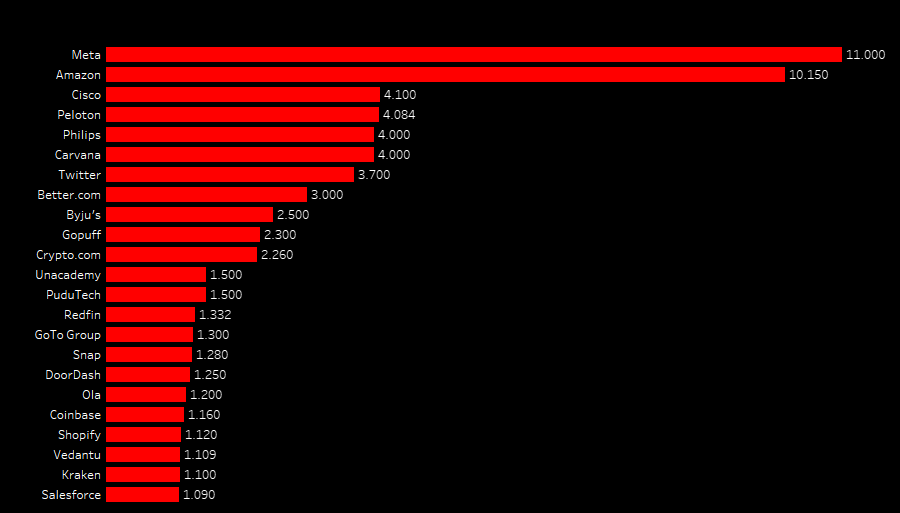 Meta 11.000
Amazon 10.150
Cisco 4.100
Peloton 4.084
Philips 4.000
Carvana 4.000
Twitter 3.700
Better.com 3.000
Byju's 2.500
Gopuff 2.300
Crypto.com 2.260
Unacademy 1.500
PuduTech 1.500
Redfin 1.332
GoTo Group 1.300
Snap 1.280
DoorDash 1.250
Ola 1.200
Coinbase 1.160
Shopify 1.120
Vedantu 1.109
Kraken 1.100
Salesforce 1.090